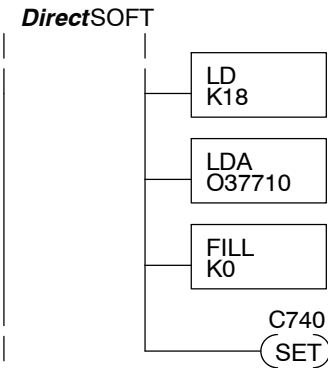 DirectSOFT
LD
K18
LDA
O37710
FILL
K0
C740
SET